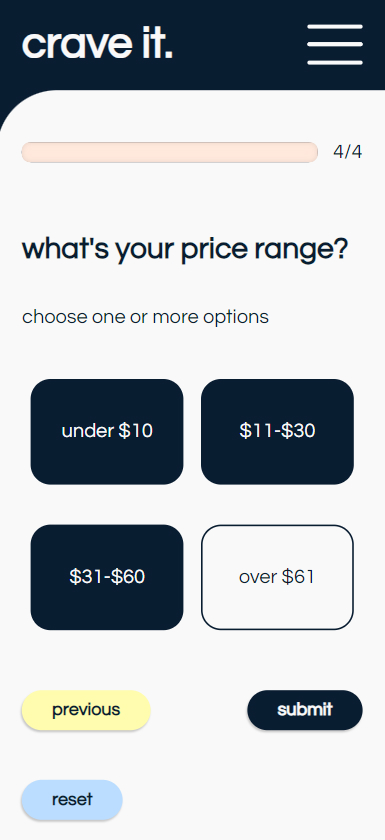 crave it.
4/4
what's your price range?
choose one or more options
under $10 $11-$30
$31-$60 over $61
previous submit
reset